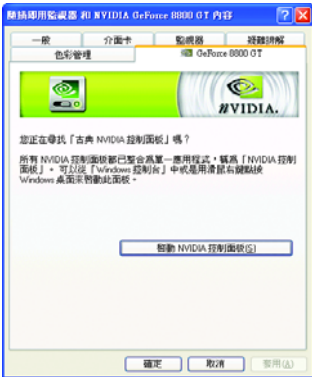 隨插即用監視器 和 NVIDIA GeForce 8800 GT 內容
一般 介面卡 監視器 疑難排解
色彩管理 GeForce 8800 GT
NVIDIA.
您正在尋找「古典 NVIDIA 控制面板」嗎？
所有 NVIDIA 控制面板都已整合為單一應用程式，稱為「NVIDIA 控制
面板」。可以從「Windows 控制台」中或是用滑鼠右鍵點按
Windows 桌面來啓動此面板。
啓動 NVIDIA 控制面板(S)
確定 取消 套用(A)